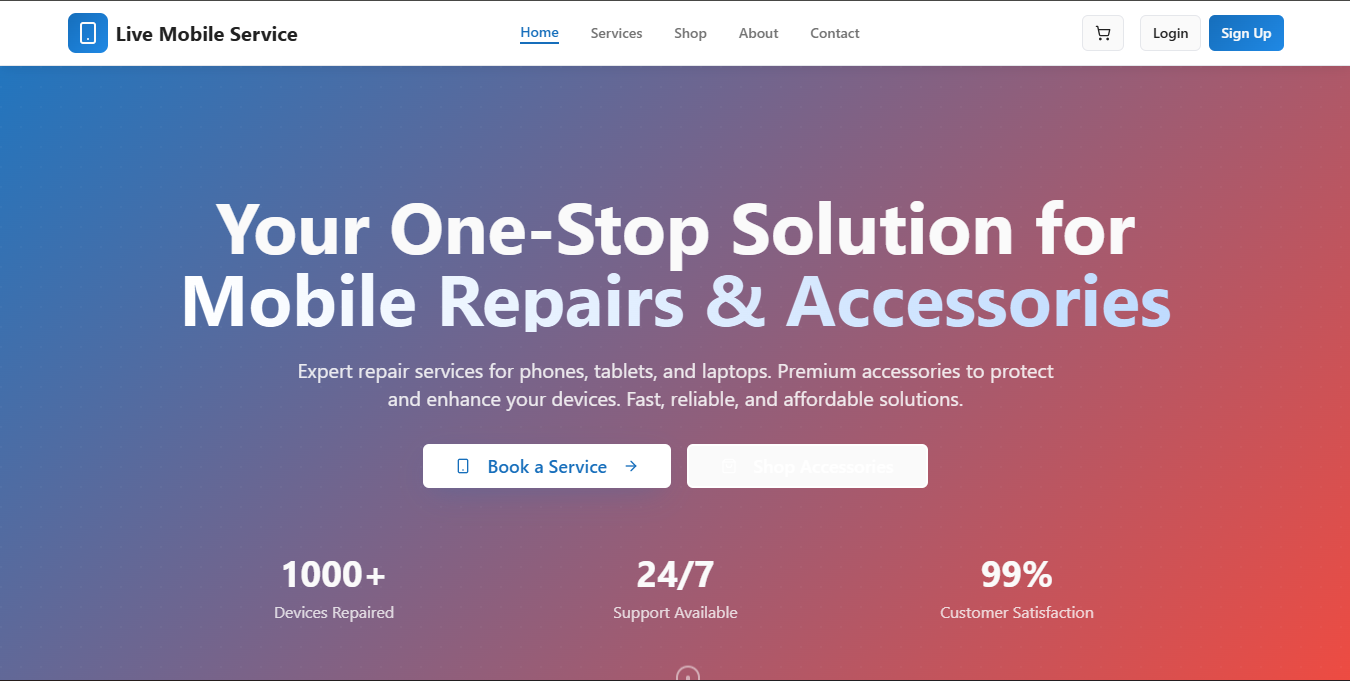 Live Mobile Service
Home
Services
Shop
About
Contact
Login
Sign Up
Your One-Stop Solution for
Mobile Repairs & Accessories
Expert repair services for phones, tablets, and laptops. Premium accessories to protect
and enhance your devices. Fast, reliable, and affordable solutions.
Book a Service
Shop Accessories
1000+
24/7
99%
Devices Repaired
Support Available
Customer Satisfaction